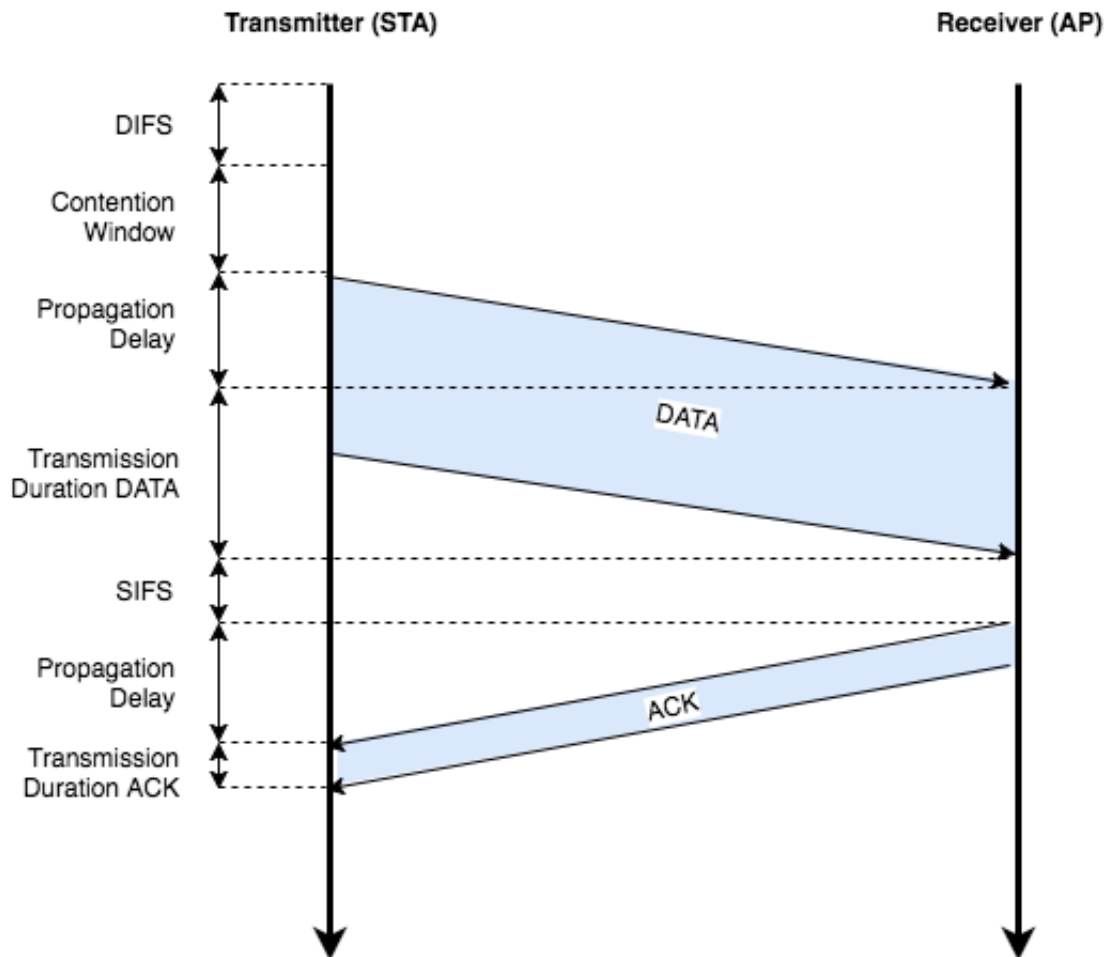 Transmitter (STA)
Receiver (AP)
DIFS
Contention
Window
Propagation
Delay
DATA
Transmission
Duration DATA
SIFS
Propagation
Delay
ACK
Transmission
Duration ACK